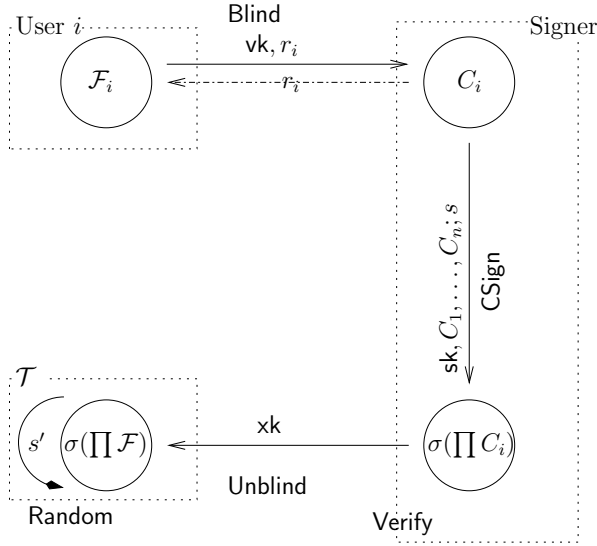 User i
Blind
Signer
vk, r_i
ℱ_i
r_i
C_i
sk, C_1, . . . , C_n; s
CSign
𝒯
xk
s′
σ(∏ ℱ)
σ(∏ C_i)
Unblind
Random
Verify